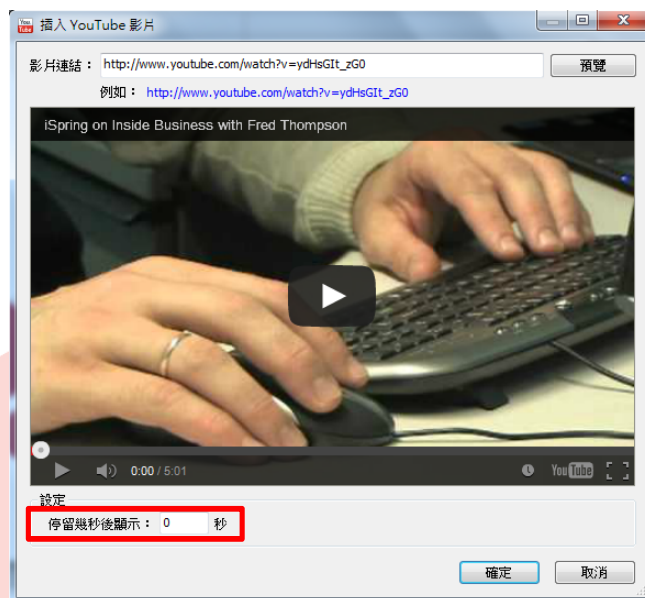 You Tube 插入 YouTube 影片
影片連結： http://www.youtube.com/watch?v=ydHsGIt_zG0 預覽
例如： http://www.youtube.com/watch?v=ydHsGIt_zG0
iSpring on Inside Business with Fred Thompson
0:00 / 5:01 YouTube
設定
停留幾秒後顯示： 0 秒
確定 取消